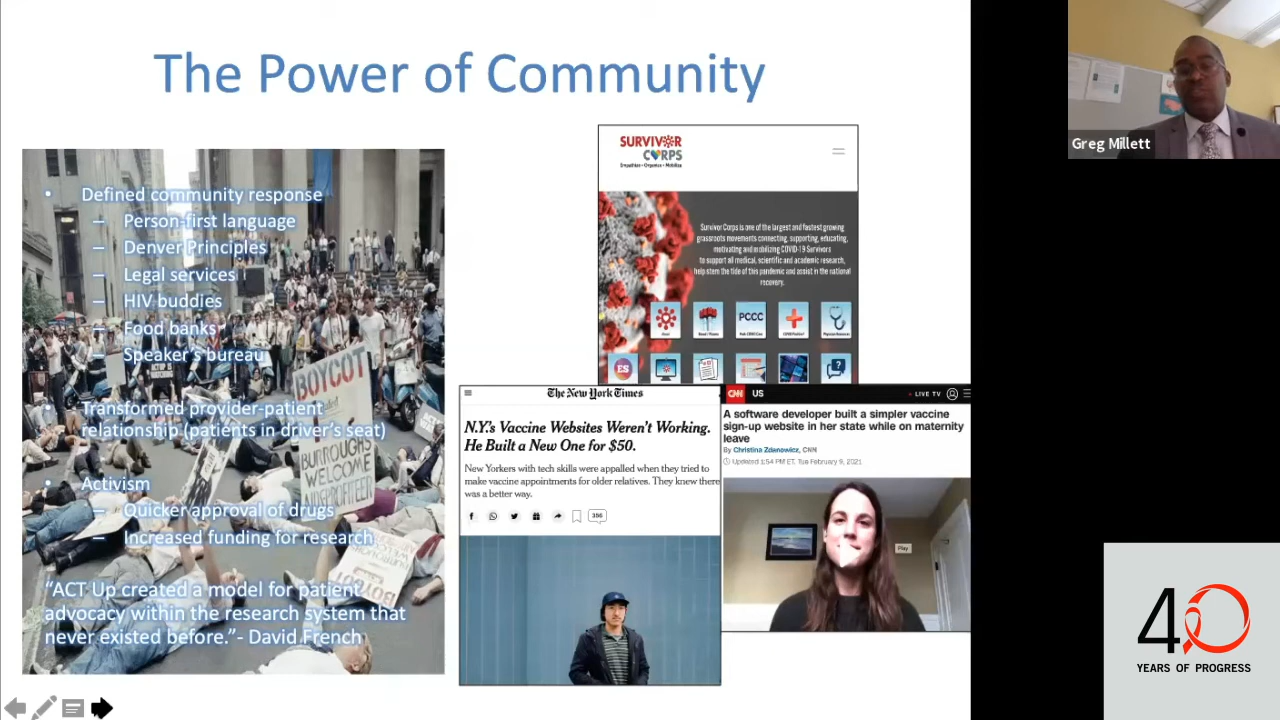 The Power of Community
• Defined community response
– Person-first language
– Denver Principles
– Legal services
– HIV buddies
– Food banks
– Speaker's bureau
• Transformed provider-patient
relationship (patients in driver's seat)
• Activism
– Quicker approval of drugs
– Increased funding for research
"ACT Up created a model for patient
advocacy within the research system that
never existed before."- David French
BOYCOTT
BURROUGHS
WELLCOME
AIDS PROFITEER
SURVIVOR
CORPS
Empathize • Organize • Mobilize
Survivor Corps is one of the largest and fastest growing
grassroots movements connecting, supporting, educating,
motivating and mobilizing COVID-19 Survivors
to support all medical, scientific and academic research,
help stem the tide of this pandemic and assist in the national
recovery.
PCCC
ES
The New York Times
N.Y.'s Vaccine Websites Weren't Working.
He Built a New One for $50.
New Yorkers with tech skills were appalled when they tried to
make vaccine appointments for older relatives. They knew there
was a better way.
396
CNN US LIVE TV
A software developer built a simpler vaccine
sign-up website in her state while on maternity
leave
By Christina Zdanowicz, CNN
Updated 1:54 PM ET, Tue February 9, 2021
Play
Greg Millett
40
YEARS OF PROGRESS